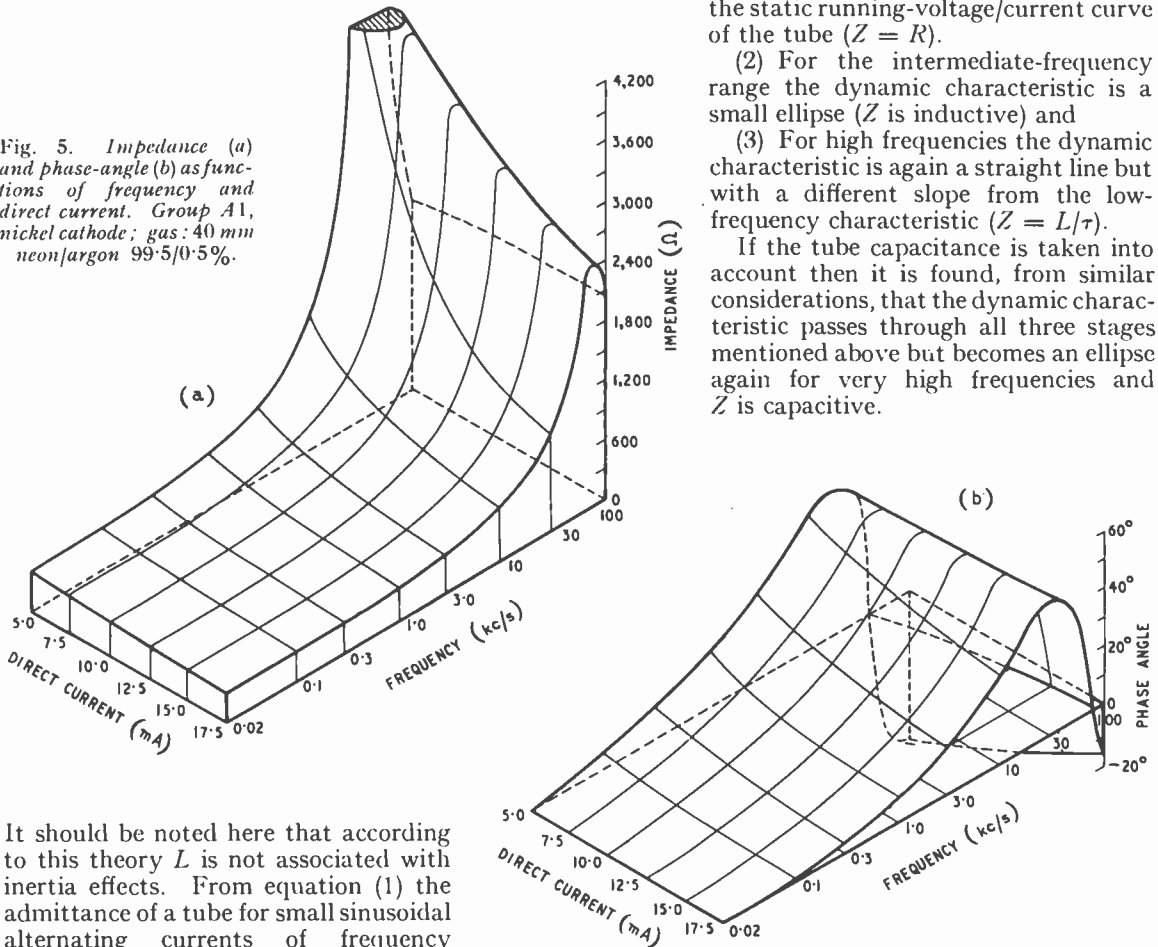 the static running-voltage/current curve
of the tube (Z = R).
(2) For the intermediate-frequency
range the dynamic characteristic is a
small ellipse (Z is inductive) and
(3) For high frequencies the dynamic
characteristic is again a straight line but
with a different slope from the low-
frequency characteristic (Z = L/τ).
If the tube capacitance is taken into
account then it is found, from similar
considerations, that the dynamic charac-
teristic passes through all three stages
mentioned above but becomes an ellipse
again for very high frequencies and
Z is capacitive.
Fig. 5. Impedance (a)
and phase-angle (b) as func-
tions of frequency and
direct current. Group A1,
nickel cathode; gas: 40 mm
neon/argon 99·5/0·5%.
(a)
4,200
3,600
3,000
2,400
1,800
1,200
600
0
IMPEDANCE (Ω)
100
30
10
3·0
1·0
0·3
0·1
0·02
FREQUENCY (kc/s)
5·0
7·5
10·0
12·5
15·0
17·5
DIRECT CURRENT (mA)
(b)
60°
40°
20°
0
-20°
PHASE ANGLE
100
30
10
3·0
1·0
0·3
0·1
0·02
FREQUENCY (kc/s)
5·0
7·5
10·0
12·5
15·0
17·5
DIRECT CURRENT (mA)
It should be noted here that according
to this theory L is not associated with
inertia effects. From equation (1) the
admittance of a tube for small sinusoidal
alternating currents of frequency